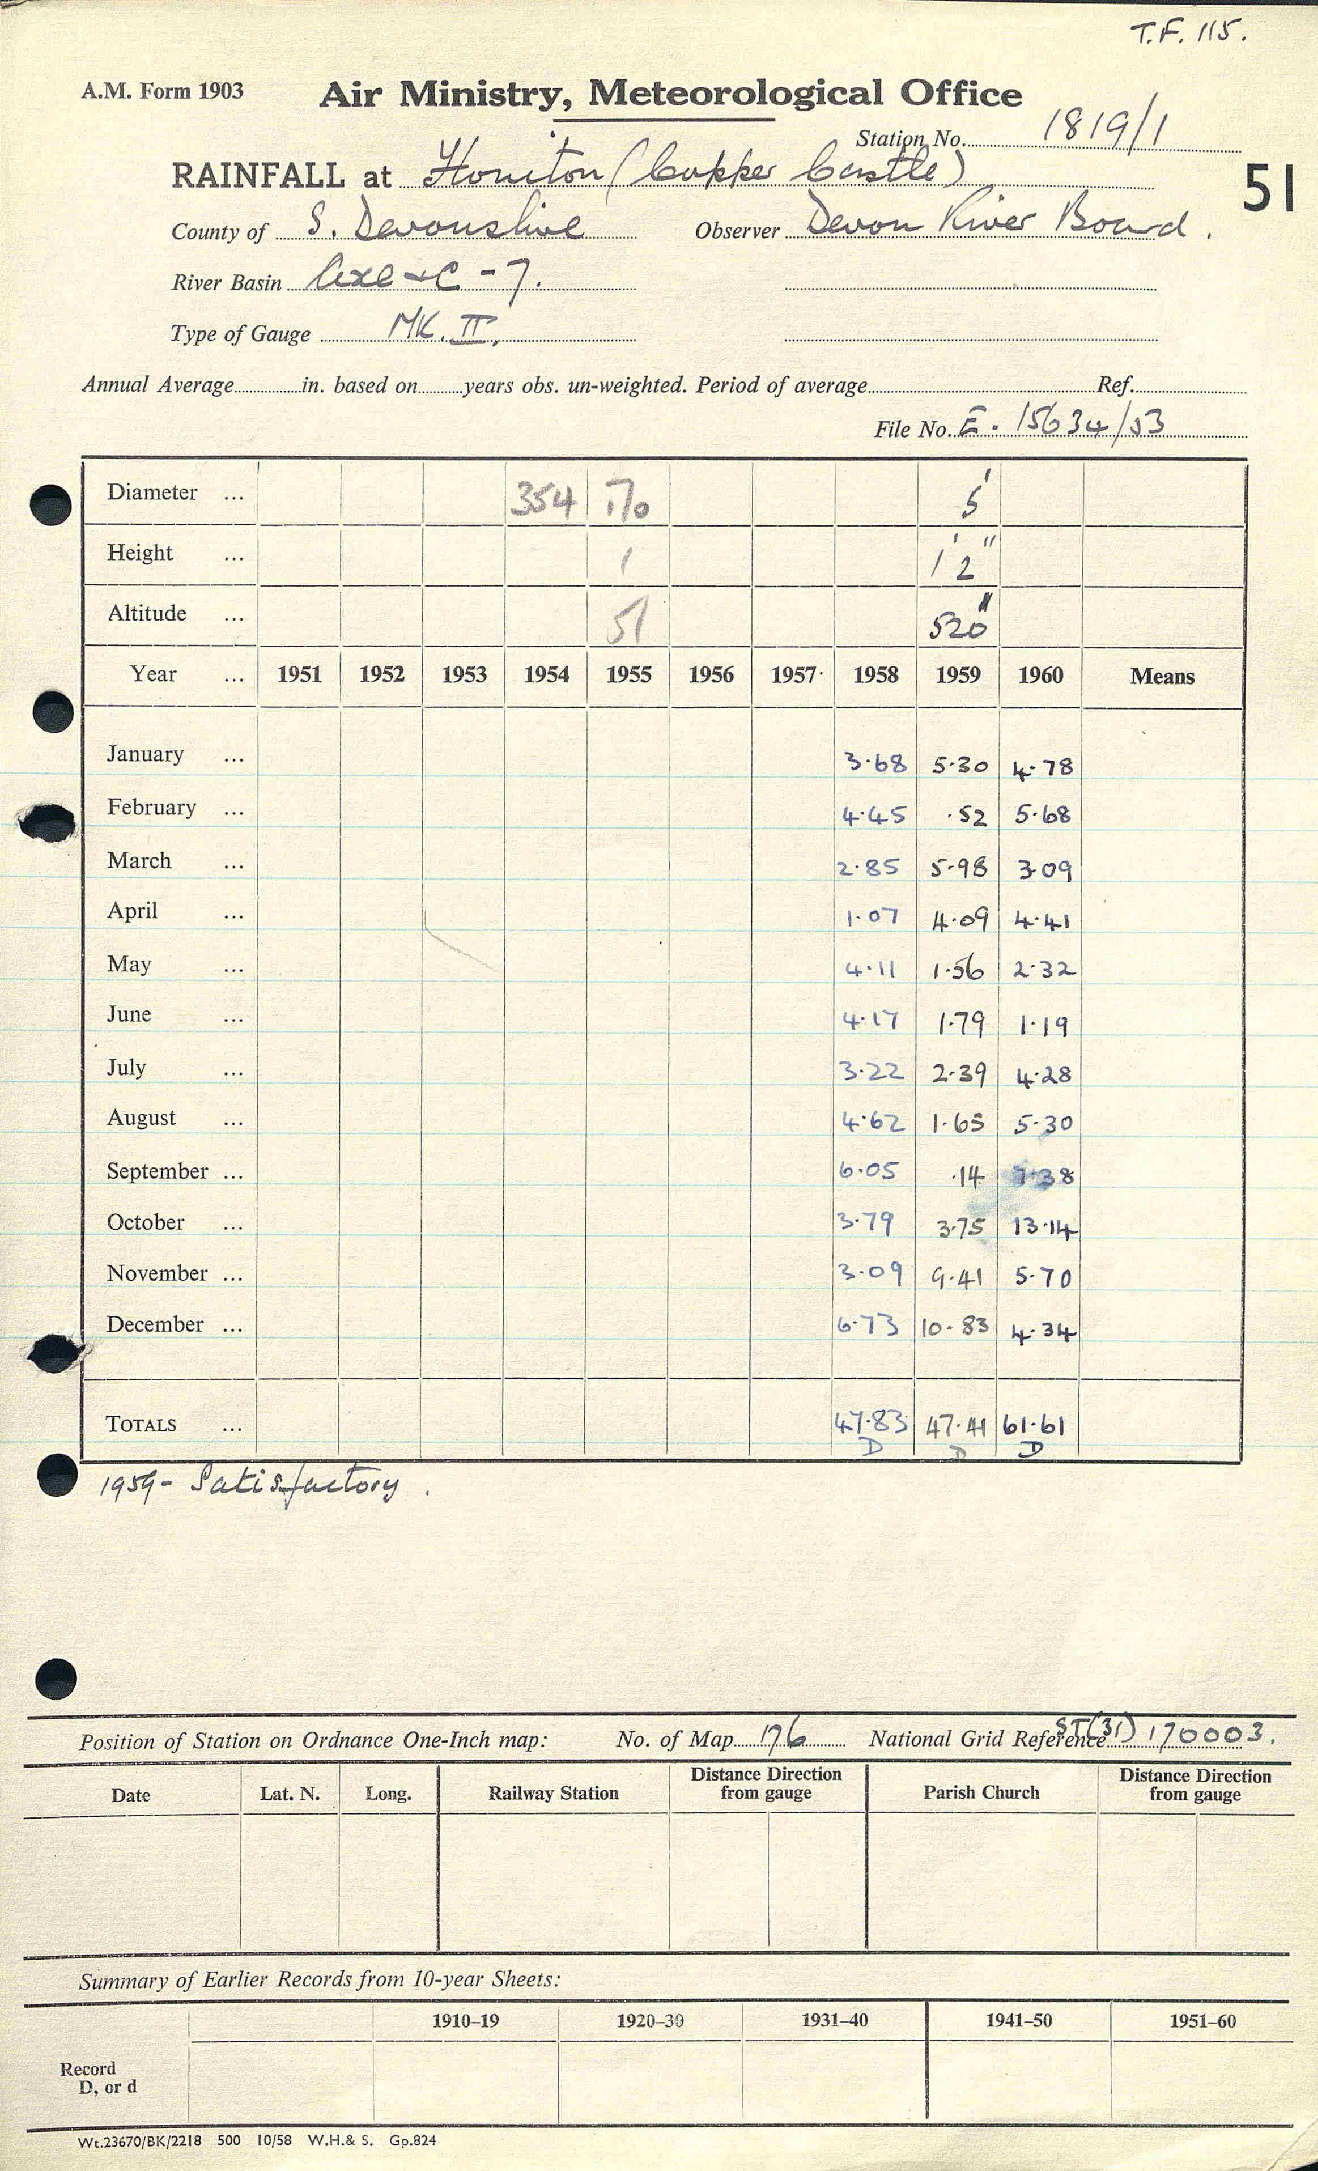 T.F. 115.
A.M. Form 1903 Air Ministry, Meteorological Office
Station No. 1819/1
RAINFALL at Honiton (Copper Castle) 51
County of S. Devonshire Observer Devon River Board.
River Basin Axe &c - 7.
Type of Gauge MK. II.
Annual Average in. based on years obs. un-weighted. Period of average Ref.
File No. E. 15634/53
Diameter ... 354 170 5'
Height ... 1 1' 2"
Altitude ... 51 520"
Year ... 1951 1952 1953 1954 1955 1956 1957 1958 1959 1960 Means
January ... 3.68 5.30 4.78
February ... 4.45 .52 5.68
March ... 2.85 5.98 3.09
April ... 1.07 4.09 4.41
May ... 4.11 1.56 2.32
June ... 4.17 1.79 1.19
July ... 3.22 2.39 4.28
August ... 4.62 1.65 5.30
September ... 6.05 .14 7.38
October ... 3.79 3.75 13.14
November ... 3.09 9.41 5.70
December ... 6.73 10.83 4.34
TOTALS ... 47.83 47.41 61.61
D D D
1959 - Satisfactory.
Position of Station on Ordnance One-Inch map: No. of Map 176 National Grid Reference ST(31) 170003.
Date Lat. N. Long. Railway Station Distance Direction from gauge Parish Church Distance Direction from gauge
Summary of Earlier Records from 10-year Sheets:
1910–19 1920–30 1931–40 1941–50 1951–60
Record
D, or d
Wt.23670/BK/2218 500 10/58 W.H.& S. Gp.824